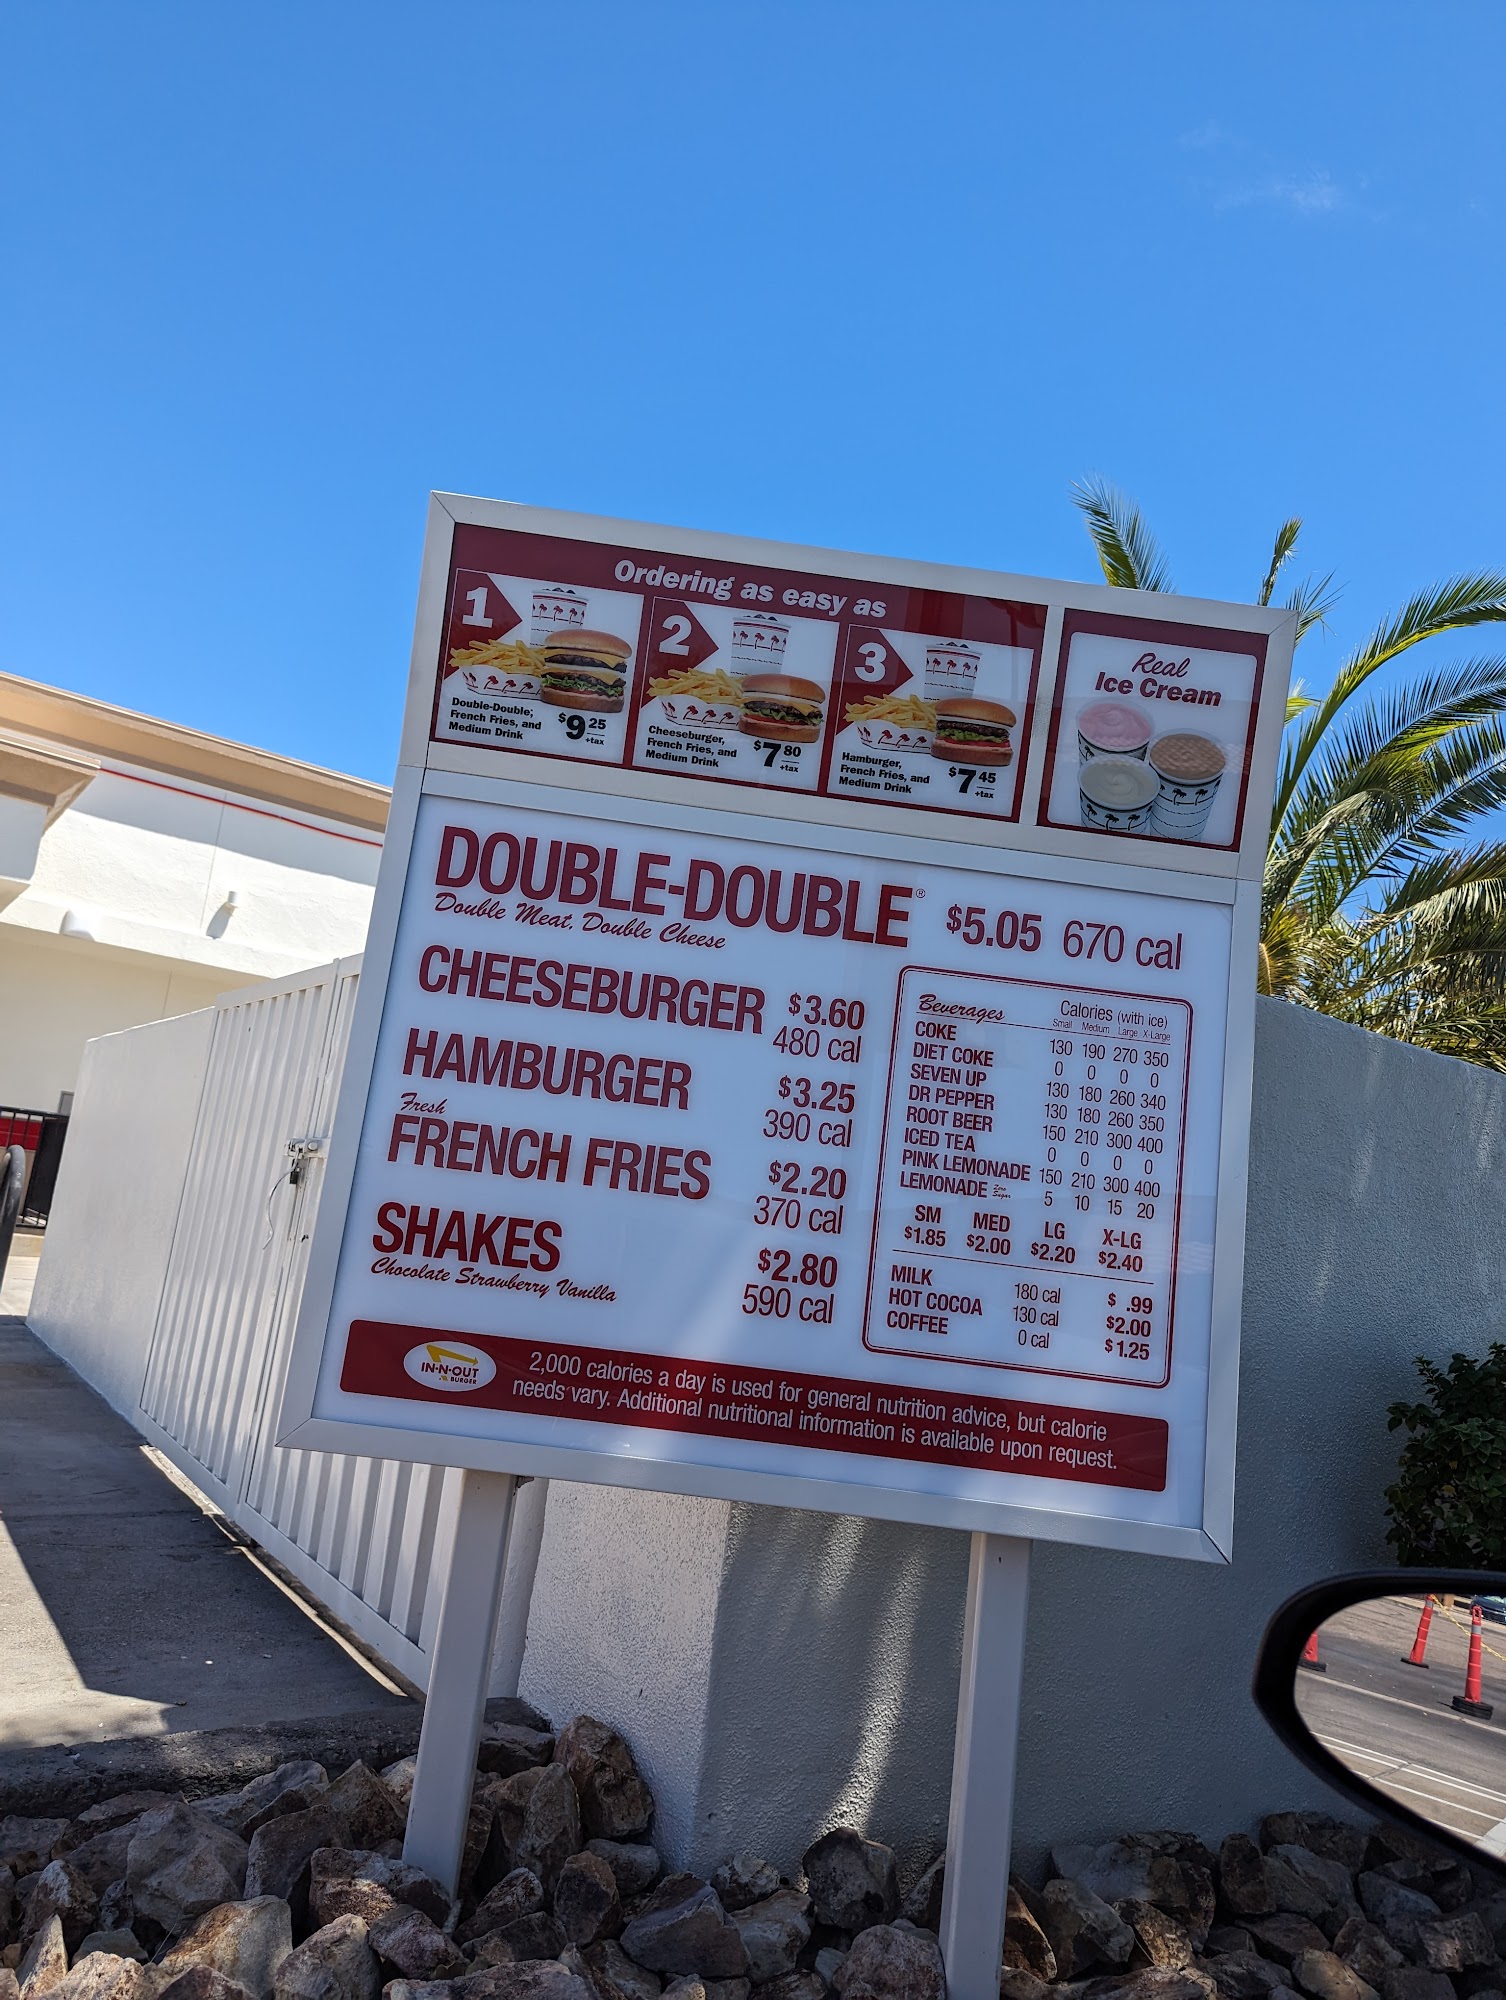 Ordering as easy as
1
Double-Double,
French Fries, and
Medium Drink
$9 25
+tax
2
Cheeseburger,
French Fries, and
Medium Drink
$7 80
+tax
3
Hamburger,
French Fries, and
Medium Drink
$7 45
+tax
Real
Ice Cream
DOUBLE-DOUBLE® $5.05 670 cal
Double Meat, Double Cheese
CHEESEBURGER $3.60
480 cal
HAMBURGER $3.25
390 cal
Fresh
FRENCH FRIES $2.20
370 cal
SHAKES $2.80
Chocolate Strawberry Vanilla
590 cal
Beverages Calories (with ice)
Small Medium Large X-Large
COKE 130 190 270 350
DIET COKE 0 0 0 0
SEVEN UP 130 180 260 340
DR PEPPER 130 180 260 350
ROOT BEER 150 210 300 400
ICED TEA 0 0 0 0
PINK LEMONADE 150 210 300 400
LEMONADE Zero Sugar 5 10 15 20
SM MED LG X-LG
$1.85 $2.00 $2.20 $2.40
MILK 180 cal $ .99
HOT COCOA 130 cal $2.00
COFFEE 0 cal $1.25
IN-N-OUT
BURGER
2,000 calories a day is used for general nutrition advice, but calorie
needs vary. Additional nutritional information is available upon request.